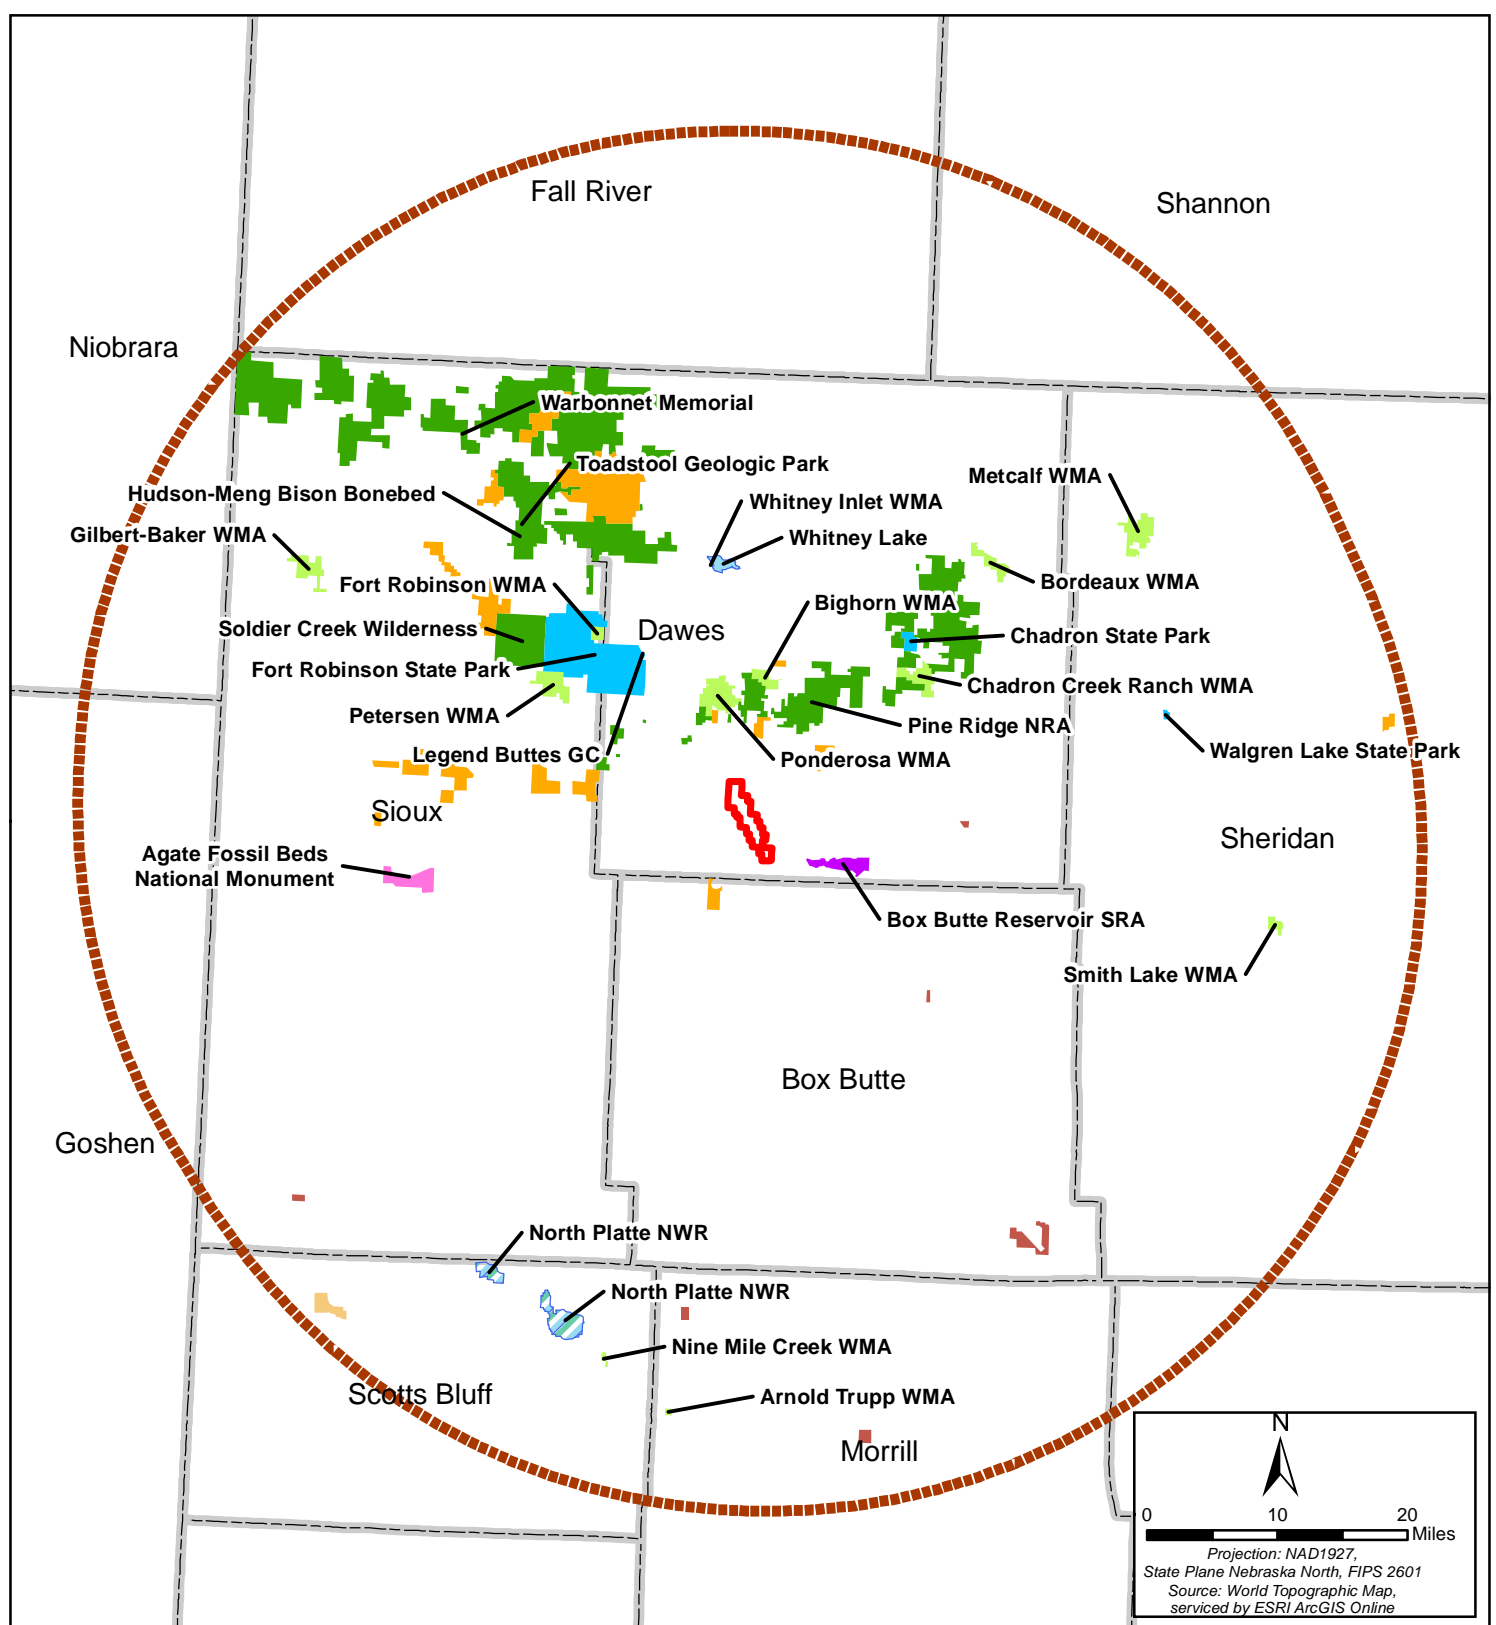 Fall River
Shannon
Niobrara
Warbonnet Memorial
Toadstool Geologic Park
Metcalf WMA
Hudson-Meng Bison Bonebed
Whitney Inlet WMA
Gilbert-Baker WMA
Whitney Lake
Fort Robinson WMA
Bordeaux WMA
Bighorn WMA
Soldier Creek Wilderness
Dawes
Chadron State Park
Fort Robinson State Park
Chadron Creek Ranch WMA
Petersen WMA
Pine Ridge NRA
Legend Buttes GC
Ponderosa WMA
Walgren Lake State Park
Sioux
Sheridan
Agate Fossil Beds
National Monument
Box Butte Reservoir SRA
Smith Lake WMA
Box Butte
Goshen
North Platte NWR
North Platte NWR
Nine Mile Creek WMA
Scotts Bluff
Arnold Trupp WMA
Morrill
N
0 10 20
Miles
Projection: NAD1927,
State Plane Nebraska North, FIPS 2601
Source: World Topographic Map,
serviced by ESRI ArcGIS Online